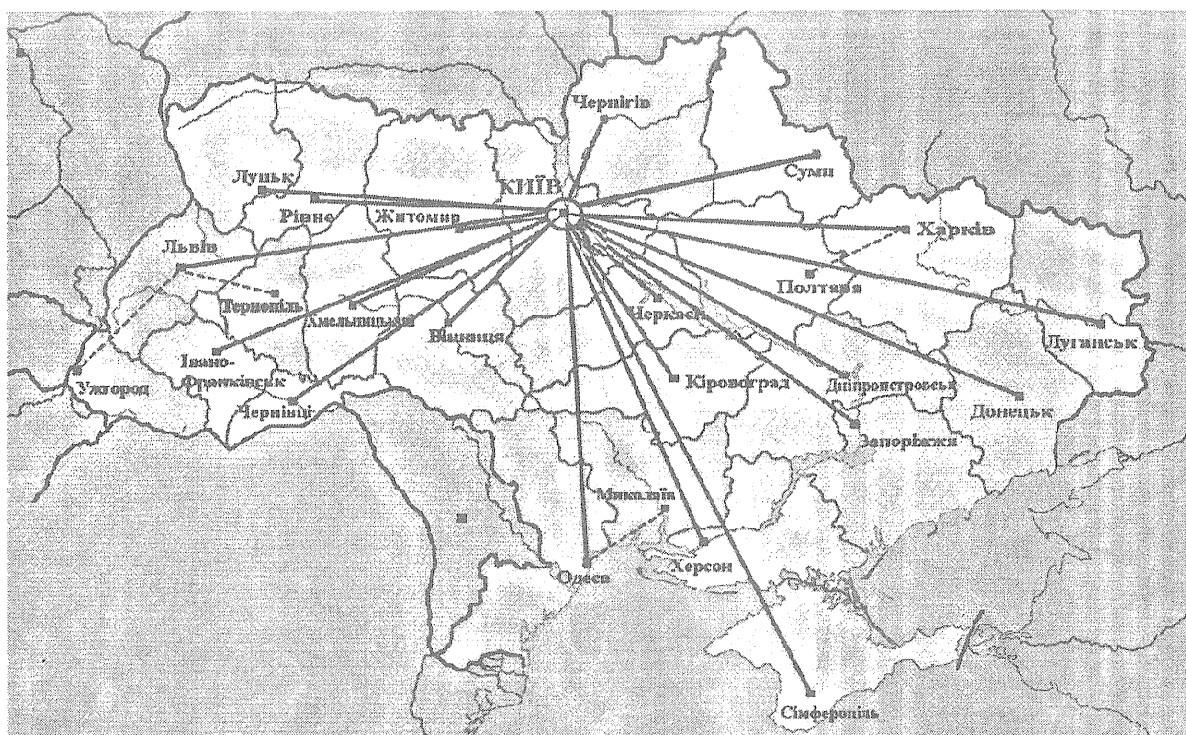 Чернігів
Суми
КИЇВ
Луцьк
Рівне
Житомир
Харків
Львів
Полтава
Тернопіль
Хмельницький
Вінниця
Черкаси
Луганськ
Івано-
Франківськ
Ужгород
Чернівці
Кіровоград
Дніпропетровськ
Донецьк
Запоріжжя
Миколаїв
Одеса
Херсон
Сімферопіль